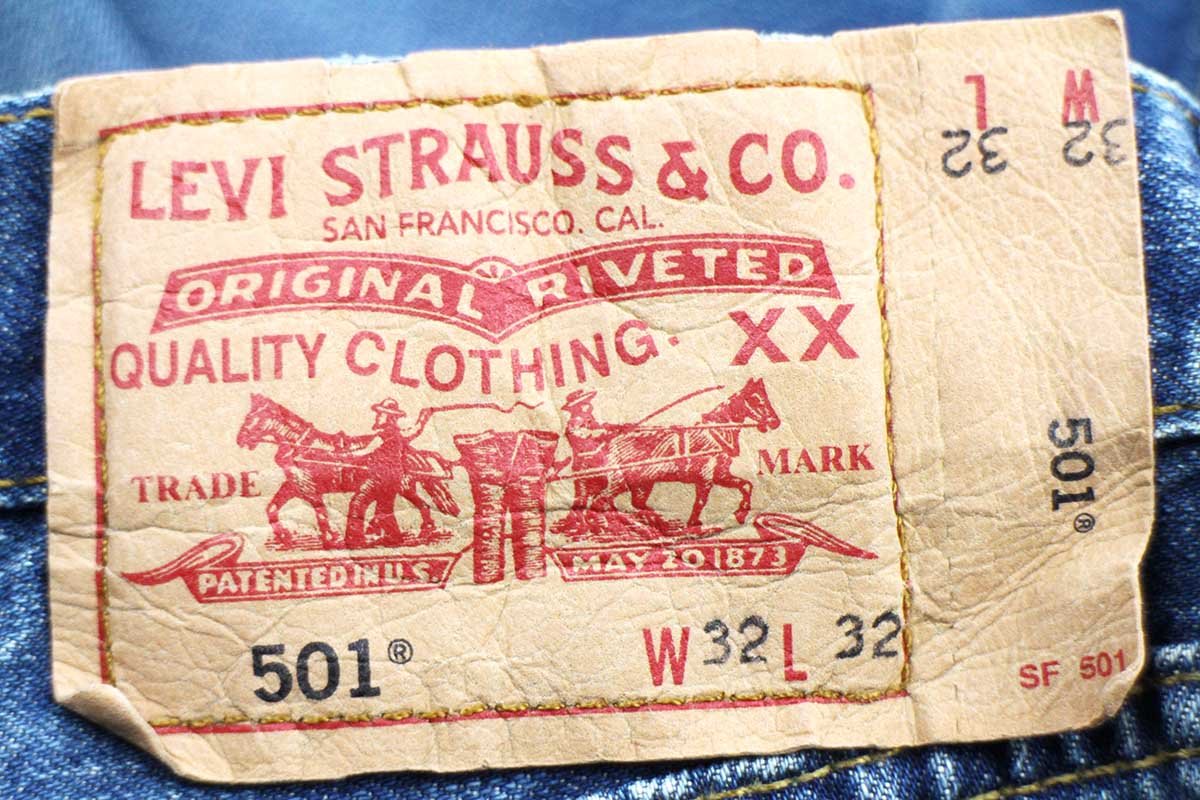 LEVI STRAUSS & CO.
SAN FRANCISCO. CAL.
ORIGINAL RIVETED
QUALITY CLOTHING. XX
TRADE MARK
PATENTED IN U.S. MAY 20 1873
501® W 32 L 32
W L
32 32
501®
SF 501